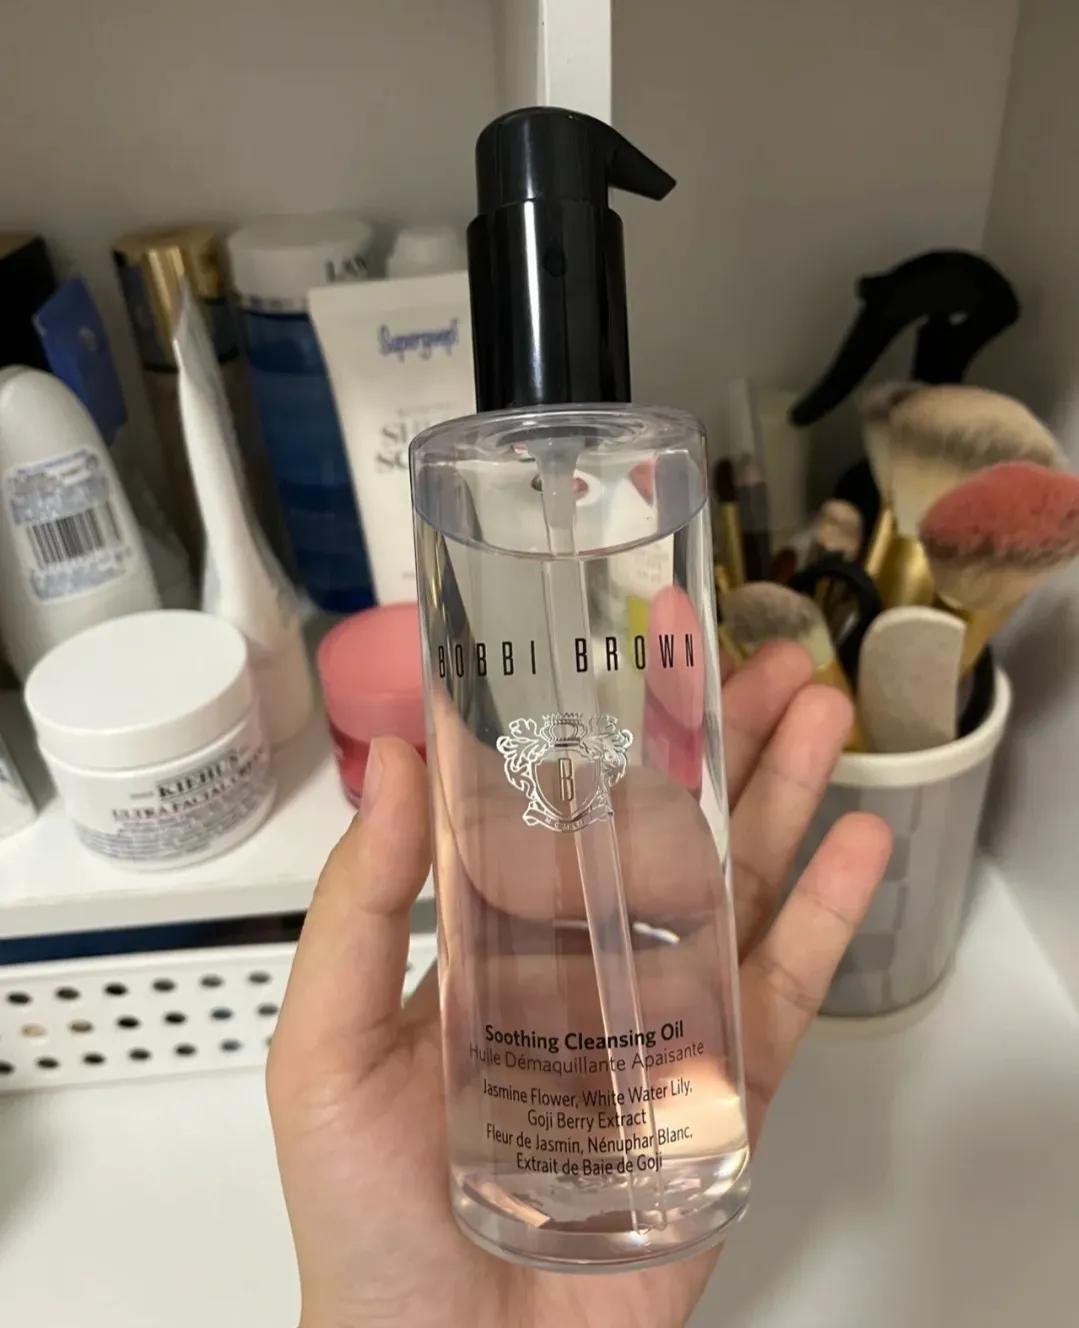 Supergoop!
KIEHL'S
ULTRA FACIAL CREAM
BOBBI BROWN
B
Soothing Cleansing Oil
Huile Démaquillante Apaisante
Jasmine Flower, White Water Lily,
Goji Berry Extract
Fleur de Jasmin, Nénuphar Blanc,
Extrait de Baie de Goji